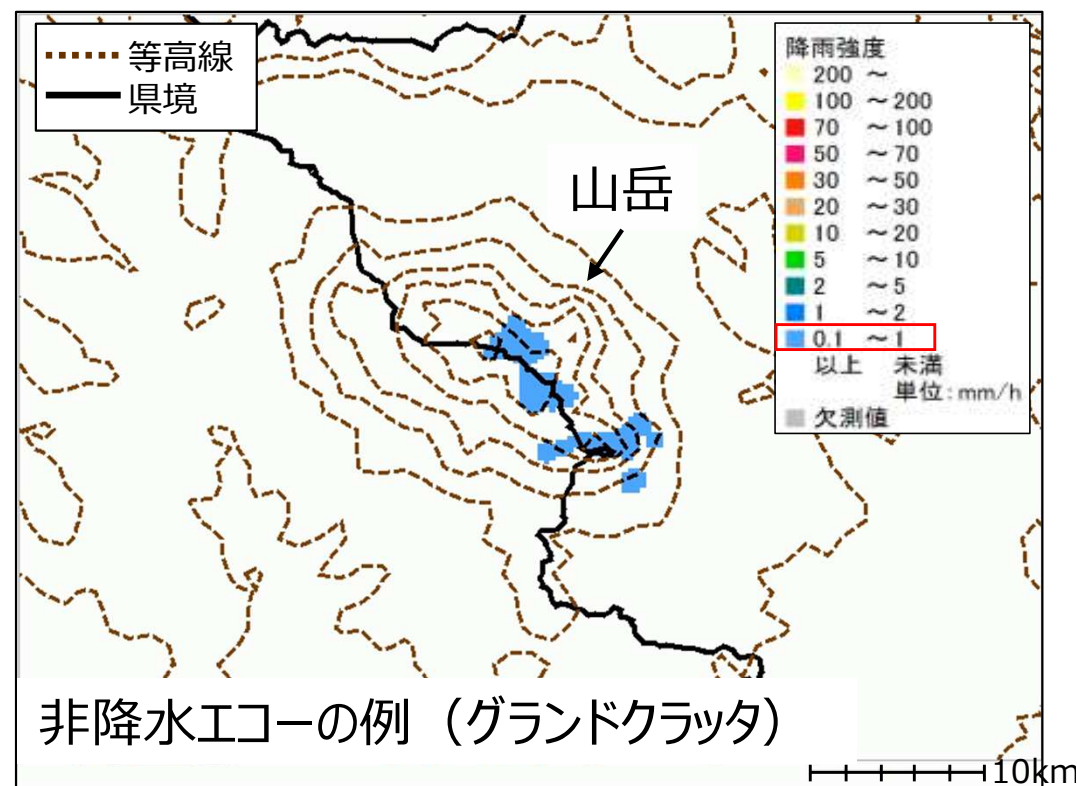 等高線
県境
山岳
降雨強度
200 ～
100 ～200
70 ～100
50 ～70
30 ～50
20 ～30
10 ～20
5 ～10
2 ～5
1 ～2
0.1 ～1
以上 未満
単位:mm/h
欠測値
非降水エコーの例（グランドクラッタ）
10km